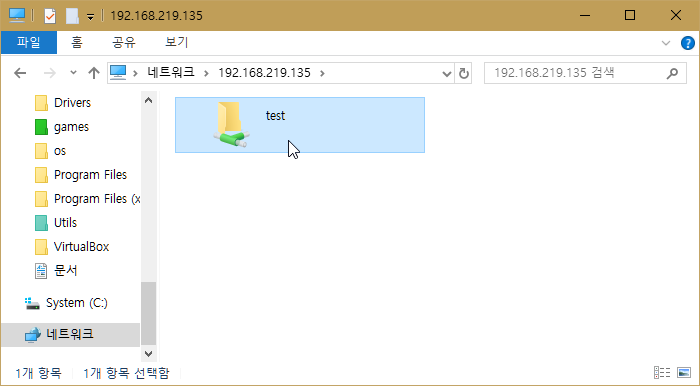 192.168.219.135
파일 홈 공유 보기
네트워크 192.168.219.135
192.168.219.135 검색
Drivers
games
os
Program Files
Program Files (x
Utils
VirtualBox
문서
System (C:)
네트워크
test
1개 항목 1개 항목 선택함